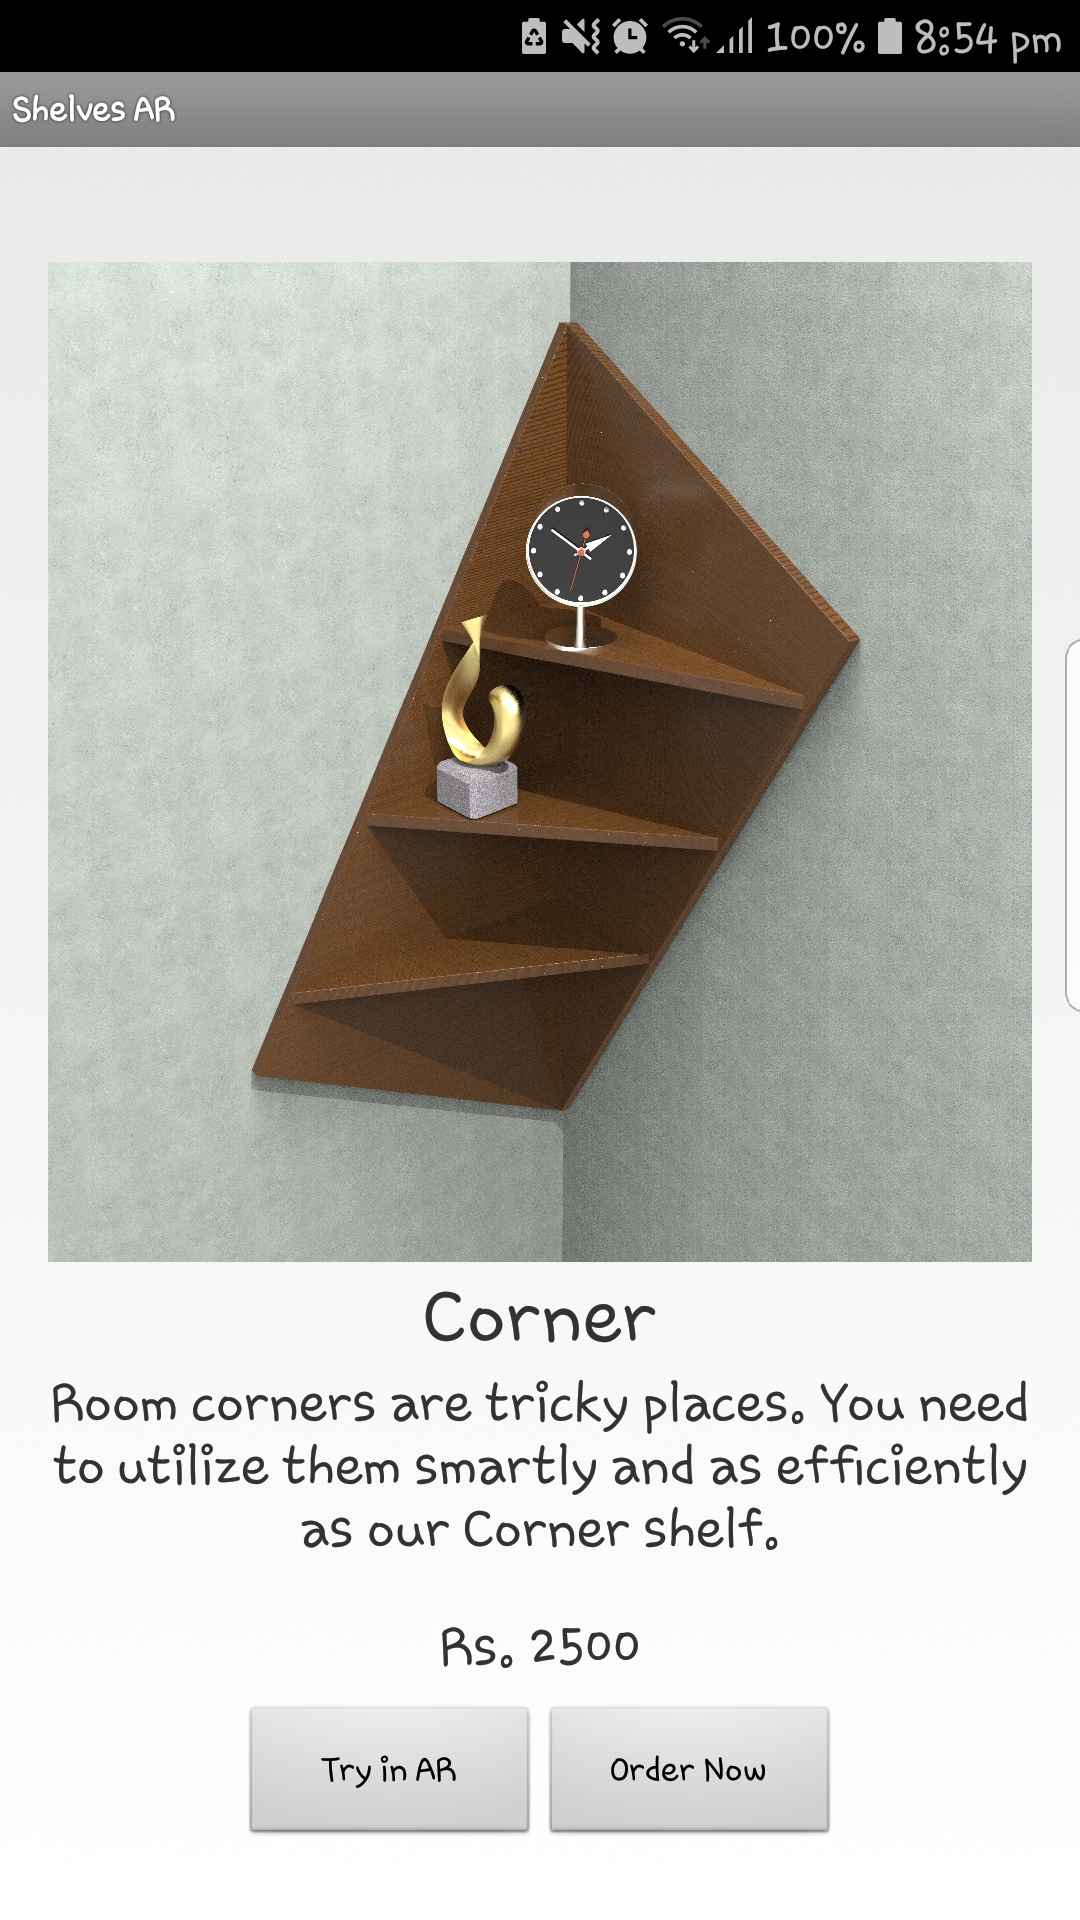 100% 8:54 pm
Shelves AR
Corner
Room corners are tricky places. You need
to utilize them smartly and as efficiently
as our Corner shelf.
Rs. 2500
Try in AR Order Now